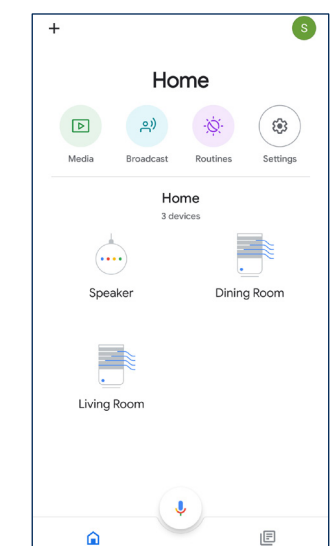 +
S
Home
Media Broadcast Routines Settings
Home
3 devices
Speaker Dining Room
Living Room